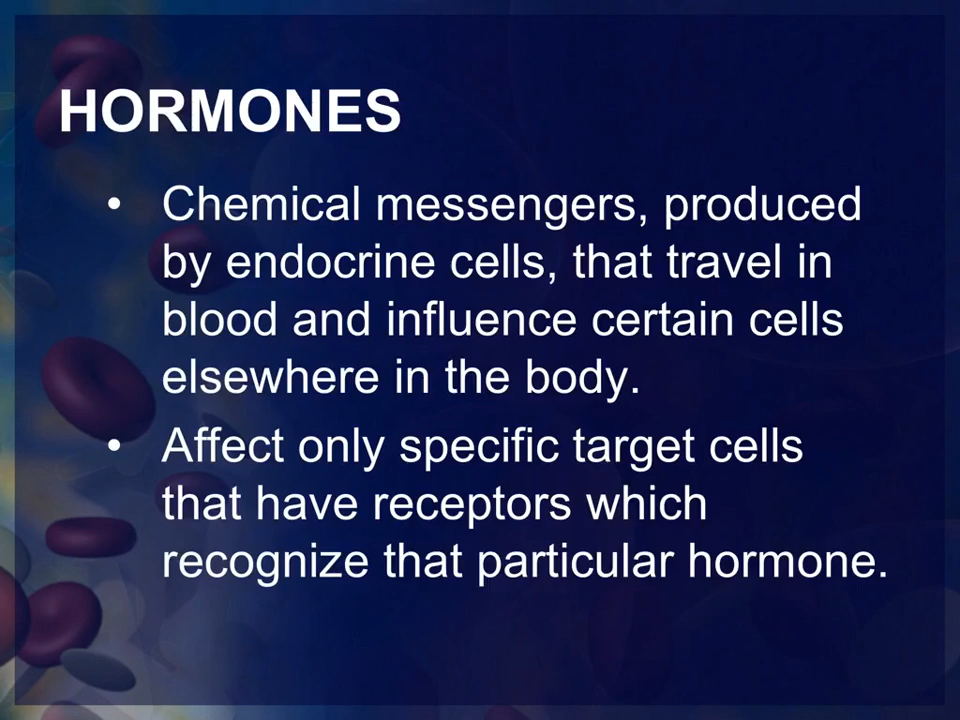 HORMONES
• Chemical messengers, produced
by endocrine cells, that travel in
blood and influence certain cells
elsewhere in the body.
• Affect only specific target cells
that have receptors which
recognize that particular hormone.